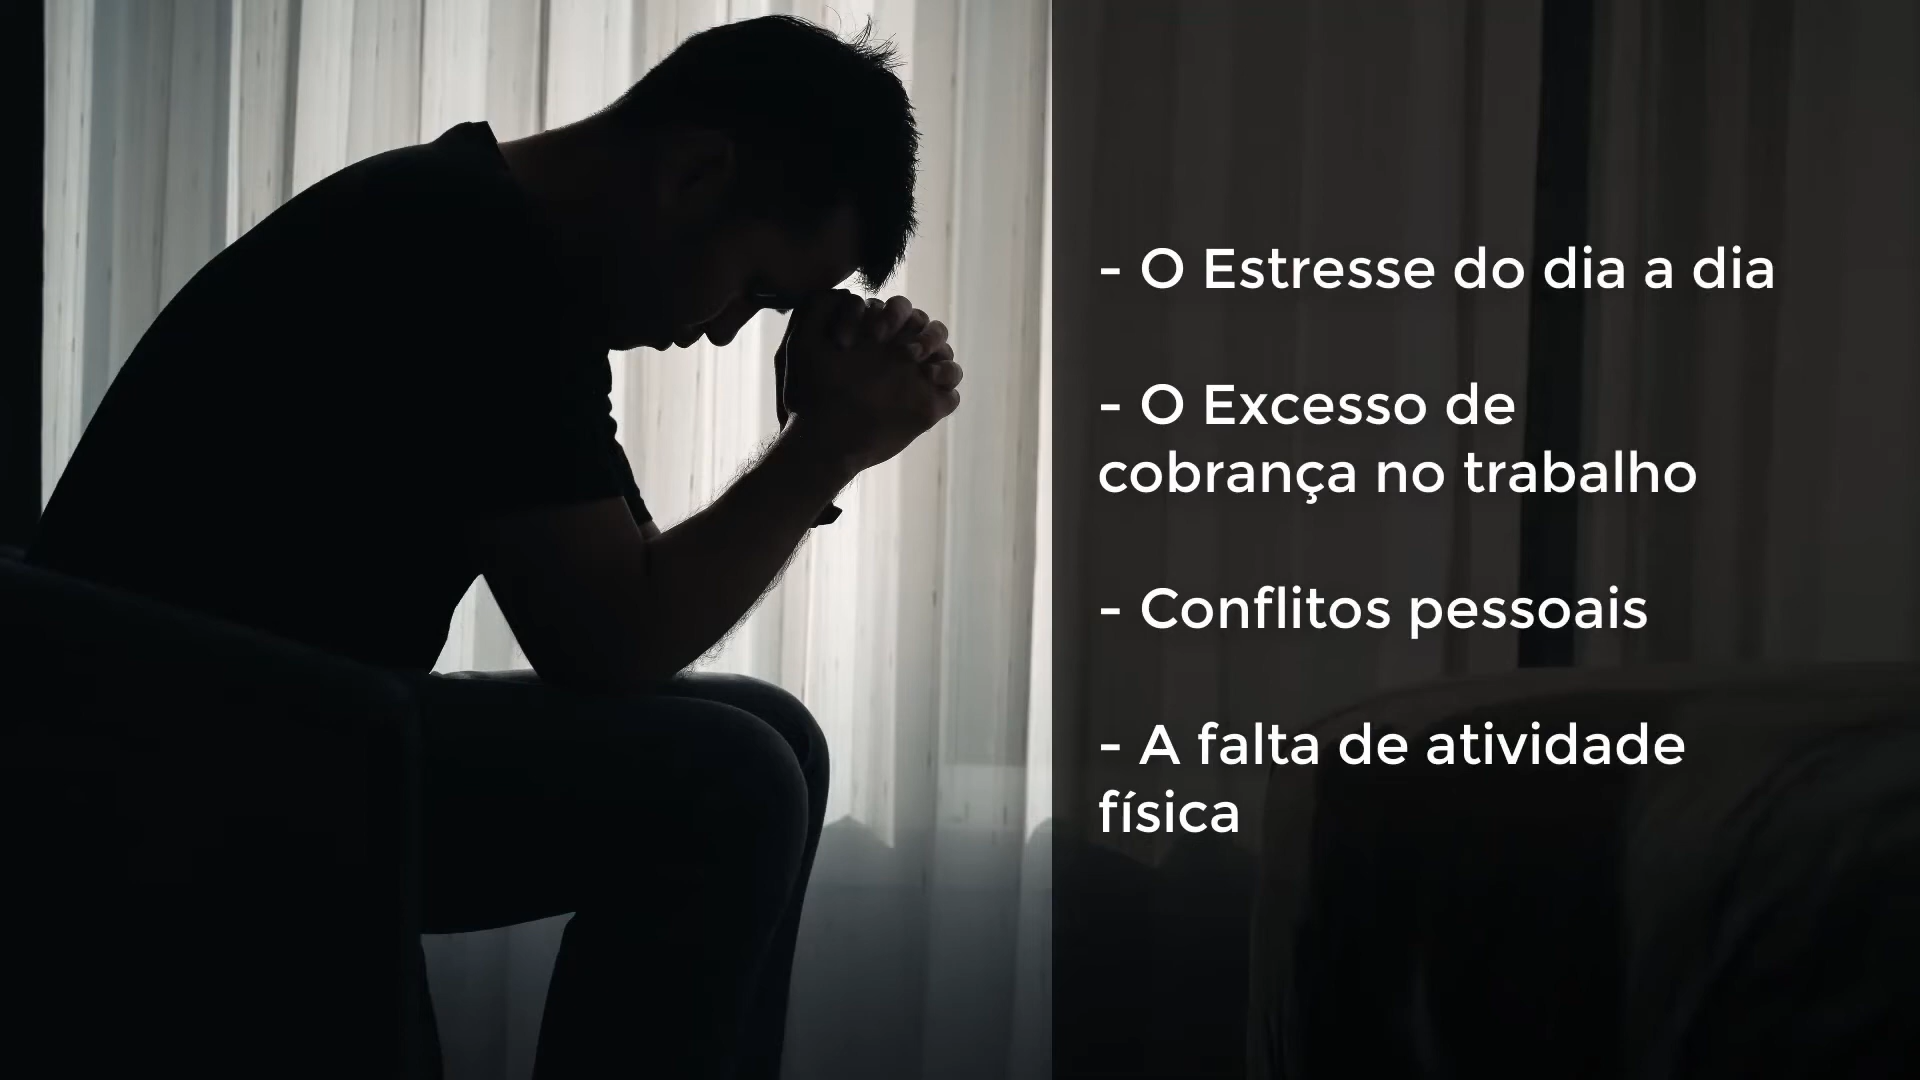 - O Estresse do dia a dia
- O Excesso de
cobrança no trabalho
- Conflitos pessoais
- A falta de atividade
física